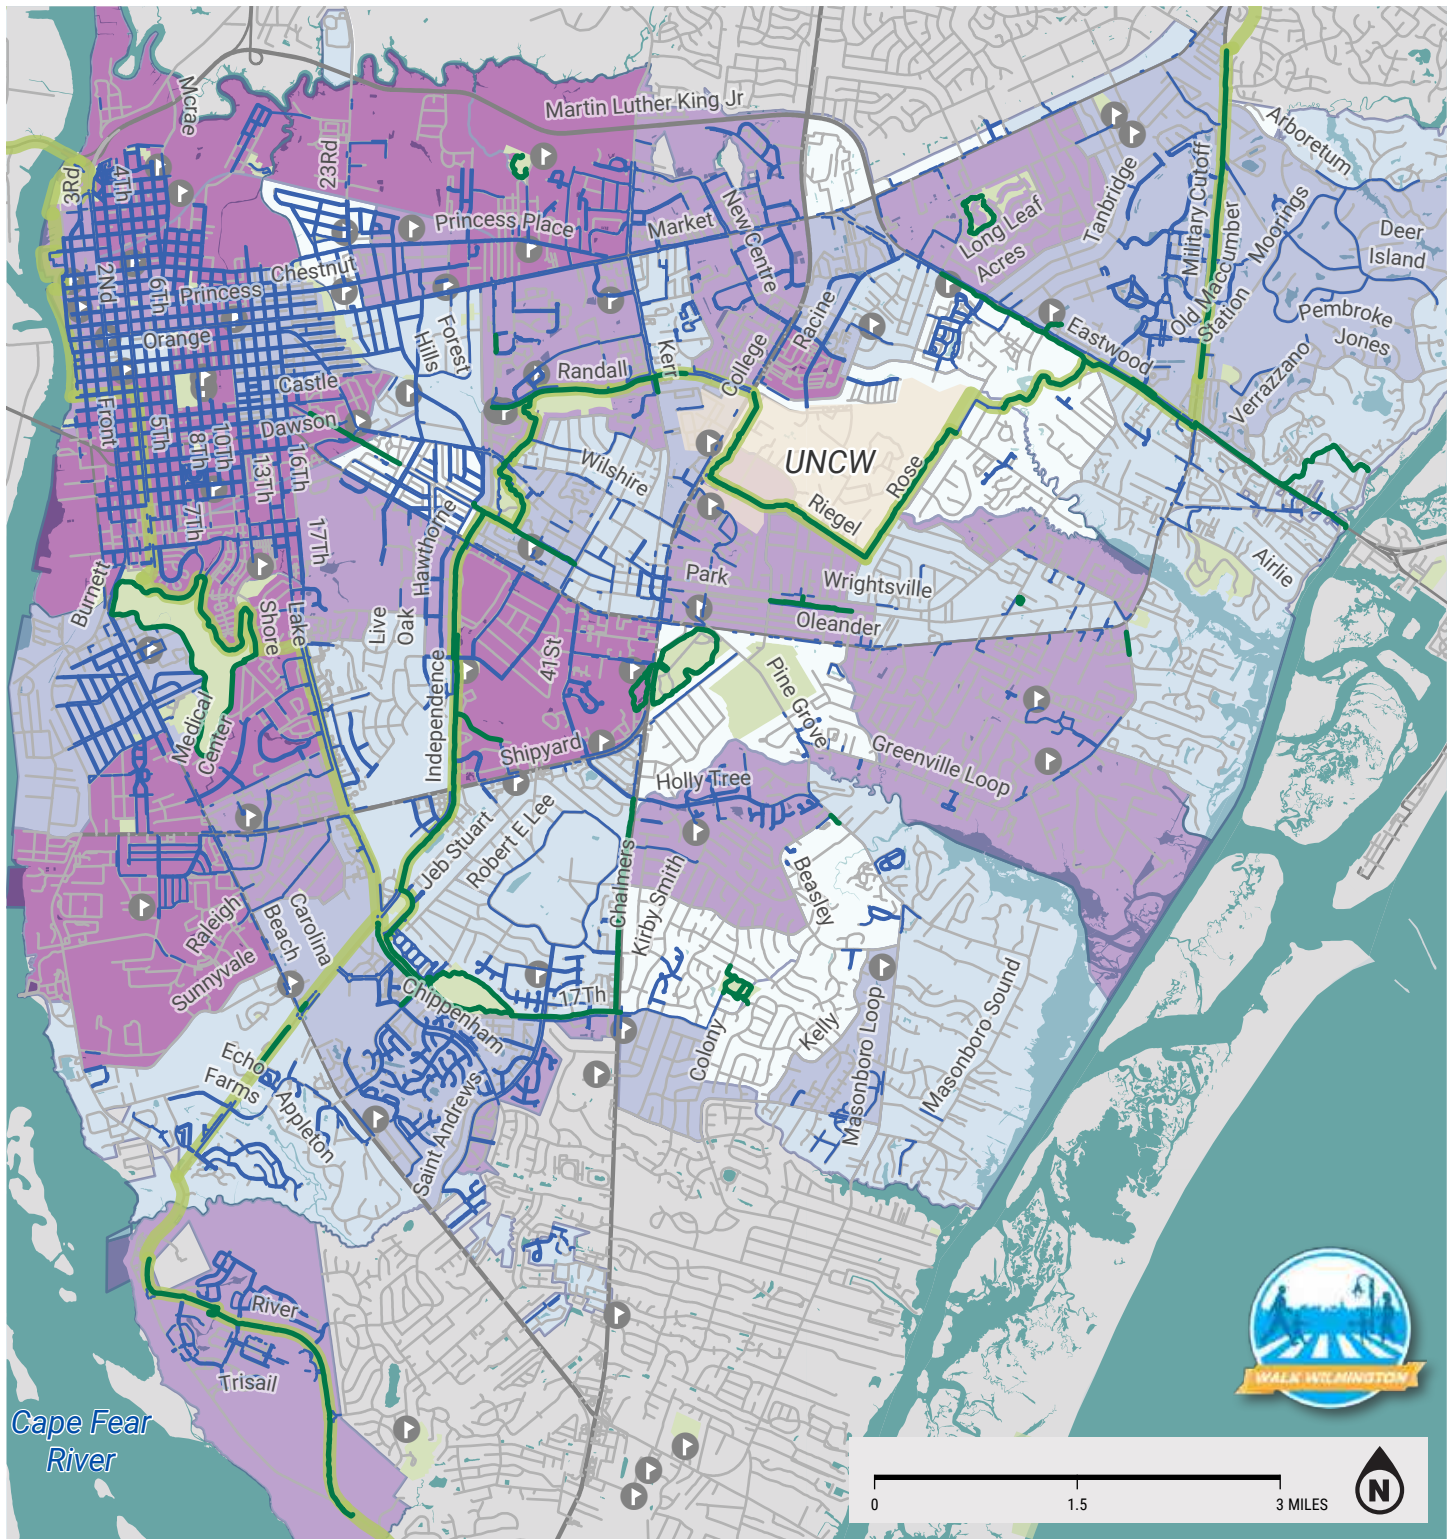 Martin Luther King Jr
Mcrae
Arboretum
23Rd
3Rd
4Th
Tanbridge
Military Cutoff
Old Maccumber
Station
Moorings
Deer
Island
Long Leaf
Acres
Princess Place
Market
New Centre
Chestnut
2Nd
6Th
Princess
Orange
Forest
Hills
Racine
Pembroke
Jones
Eastwood
Verrazzano
College
Kerr
Randall
Castle
Front
Dawson
5Th
8Th
10Th
13Th
16Th
7Th
17Th
Wilshire
UNCW
Rose
Riegel
Hawthorne
Airlie
Burnett
Park
Wrightsville
Oleander
Shore
Lake
Live
Oak
41St
Pine Grove
Independence
Medical
Center
Shipyard
Greenville Loop
Holly Tree
Jeb Stuart
Robert E Lee
Chalmers
Kirby Smith
Beasley
Raleigh
Carolina
Beach
Sunnyvale
Chippenham
17Th
Masonboro Sound
Masonboro Loop
Kelly
Colony
Echo
Farms
Appleton
Saint Andrews
River
Trisail
Cape Fear
River
WALK WILMINGTON
0
1.5
3 MILES
N